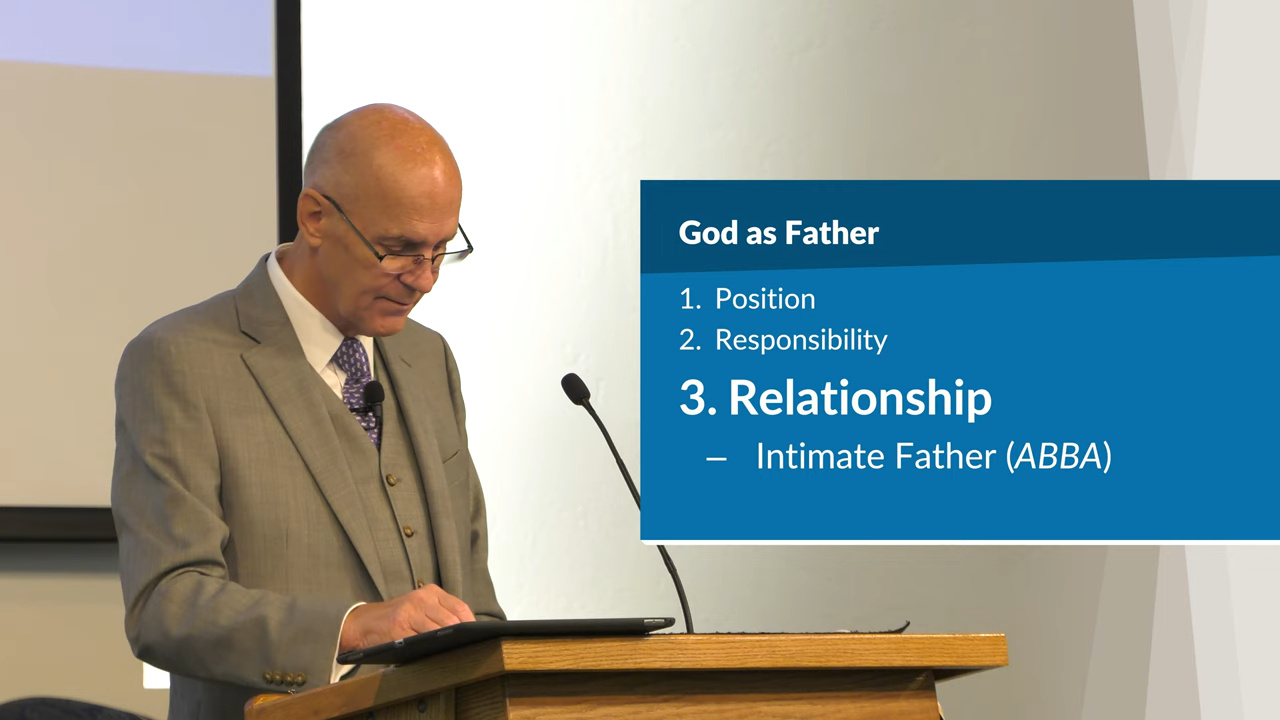 God as Father
1. Position
2. Responsibility
3. Relationship
– Intimate Father (ABBA)